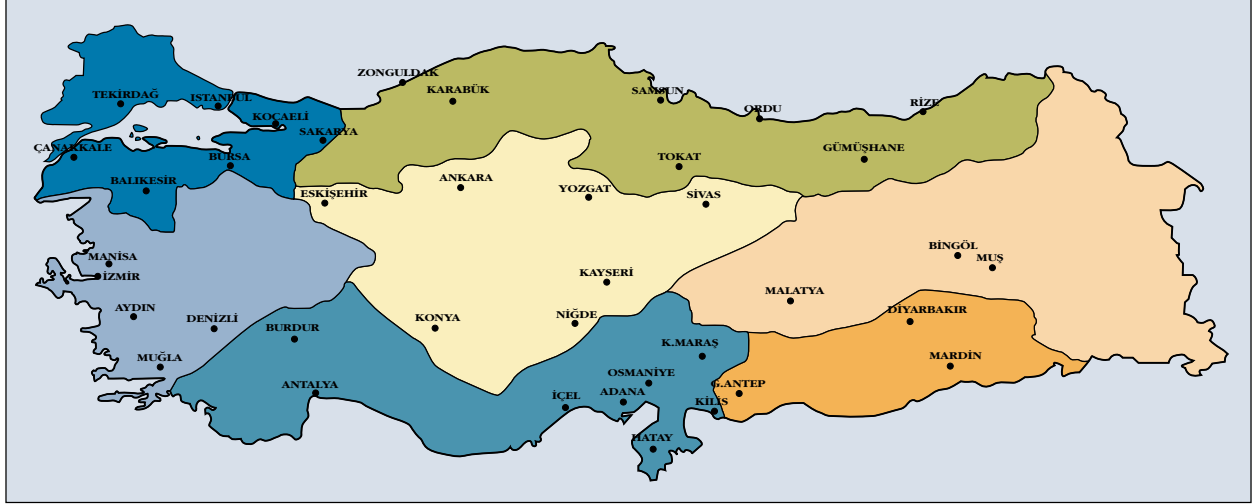 ZONGULDAK
KARABÜK
TEKİRDAĞ
ISTANBUL
SAMSUN
RİZE
ORDU
KOCAELİ
SAKARYA
ÇANAKKALE
GÜMÜŞHANE
BURSA
TOKAT
BALIKESİR
ANKARA
ESKİŞEHİR
YOZGAT
SİVAS
BİNGÖL
MANİSA
MUŞ
İZMİR
KAYSERİ
MALATYA
AYDIN
DENİZLİ
BURDUR
KONYA
NİĞDE
DİYARBAKIR
K.MARAŞ
MUĞLA
MARDİN
OSMANİYE
ANTALYA
G.ANTEP
İÇEL
ADANA
KİLİS
HATAY